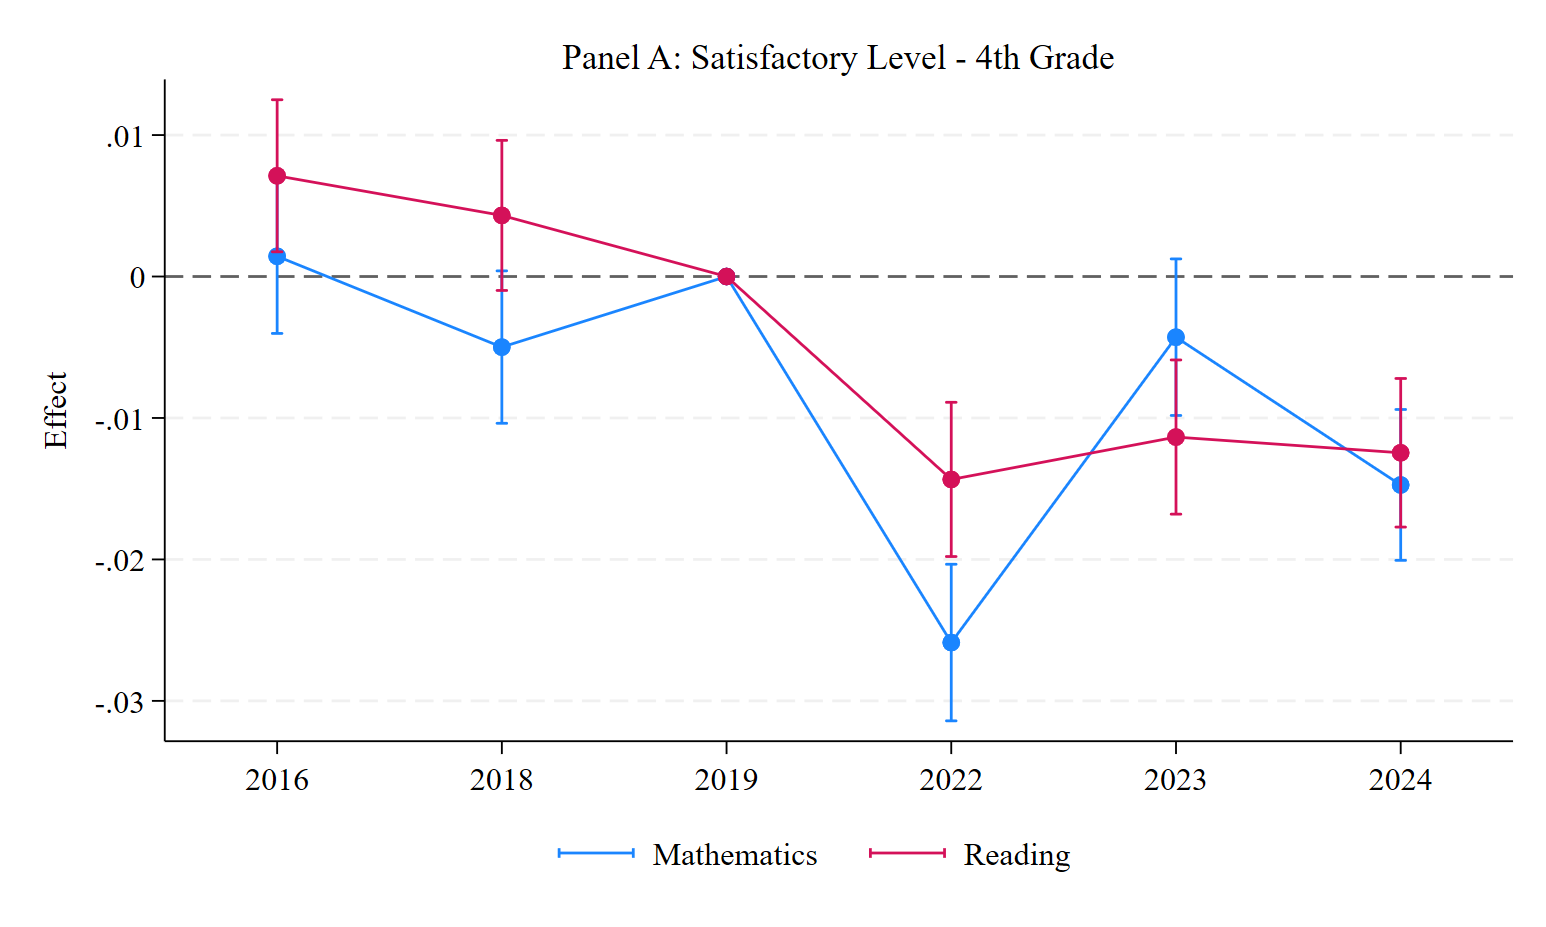 Panel A: Satisfactory Level - 4th Grade
.01
0
-.01
-.02
-.03
Effect
2016 2018 2019 2022 2023 2024
Mathematics Reading